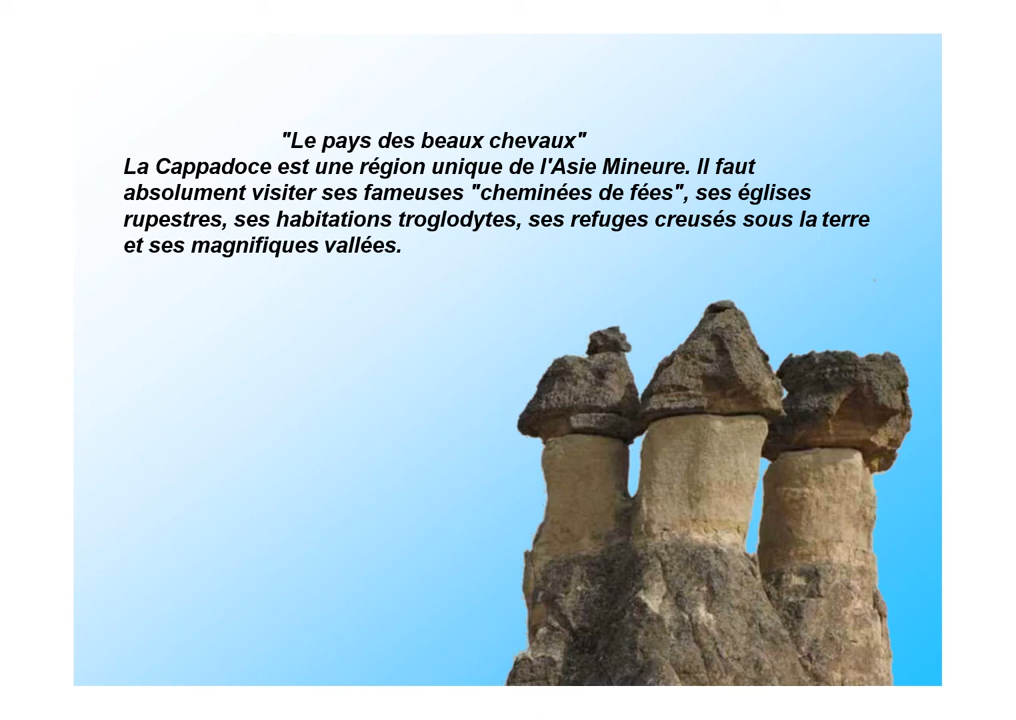 "Le pays des beaux chevaux"
La Cappadoce est une région unique de l'Asie Mineure. Il faut
absolument visiter ses fameuses "cheminées de fées", ses églises
rupestres, ses habitations troglodytes, ses refuges creusés sous la terre
et ses magnifiques vallées.